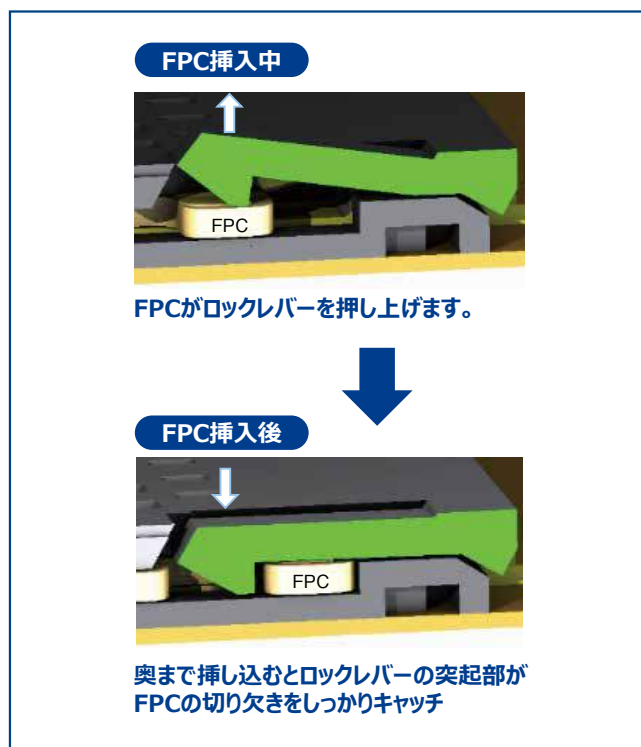 FPC挿入中
FPC
FPCがロックレバーを押し上げます。
FPC挿入後
FPC
奥まで挿し込むとロックレバーの突起部が
FPCの切り欠きをしっかりキャッチ